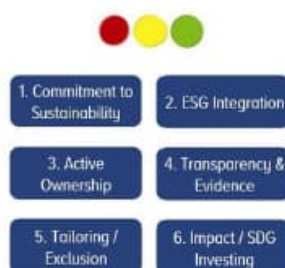 1. Commitment to
Sustainability
2. ESG Integration
3. Active
Ownership
4. Transparency &
Evidence
5. Tailoring /
Exclusion
6. Impact / SDG
Investing